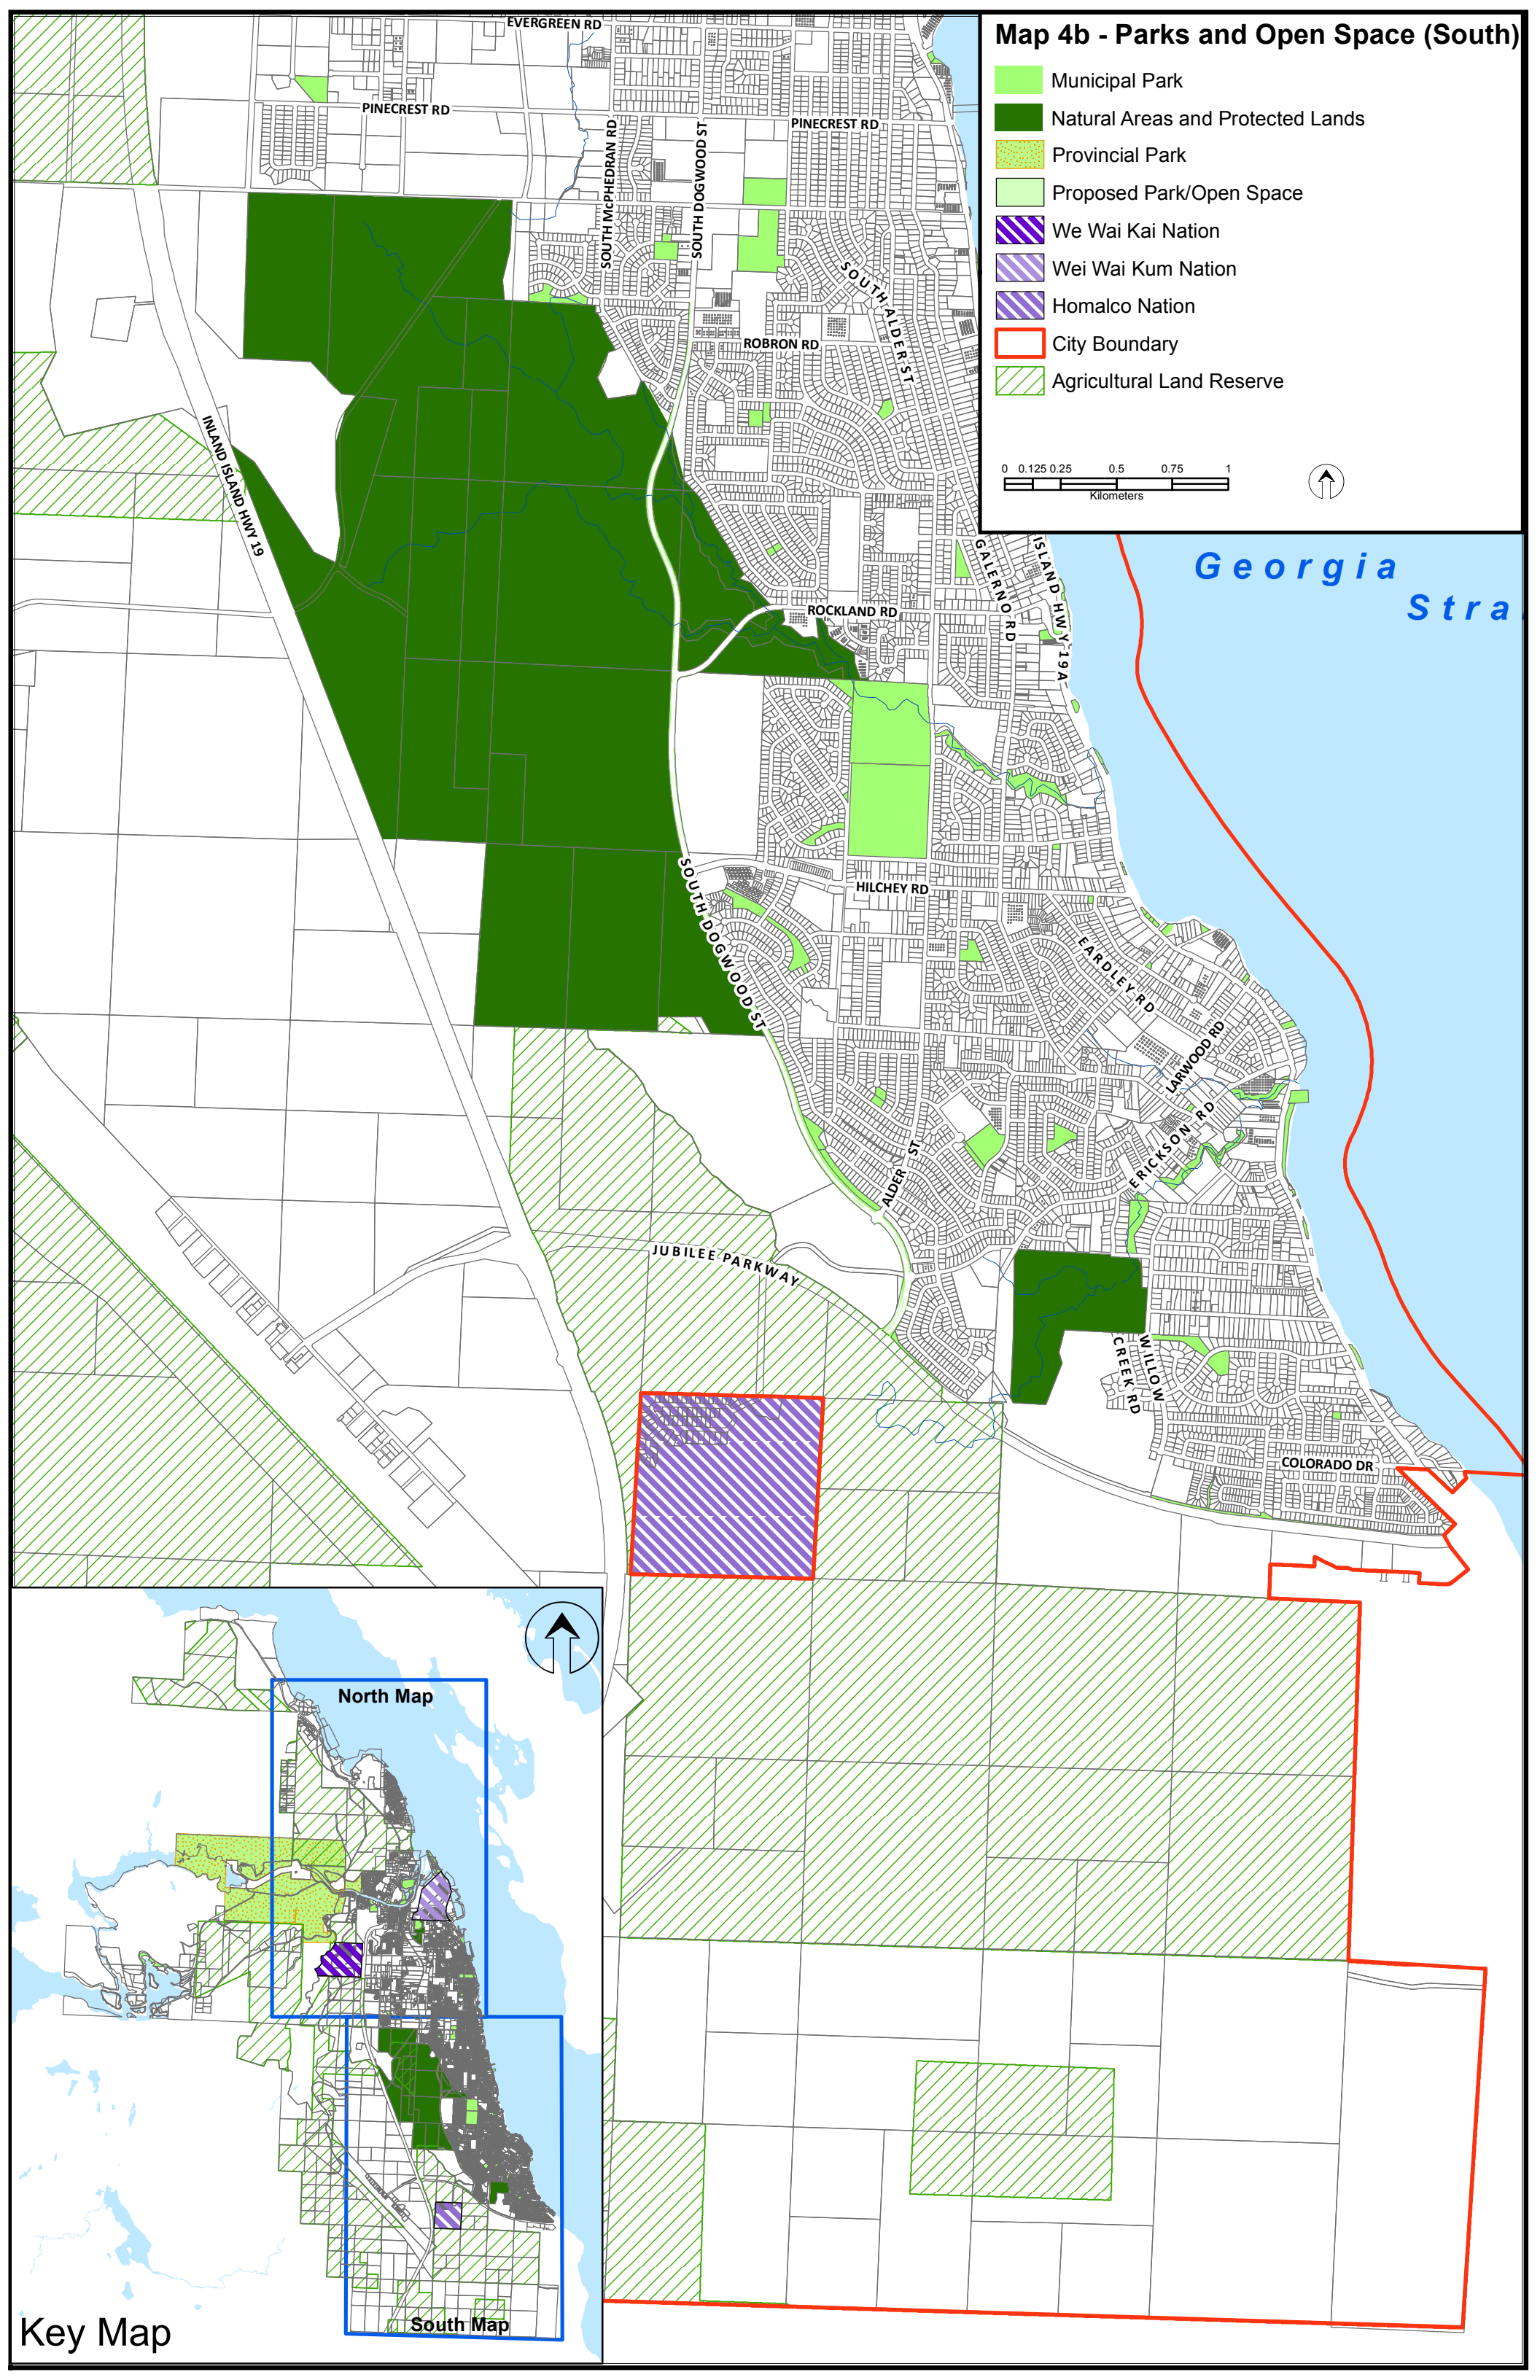 Map 4b - Parks and Open Space (South)
Municipal Park
Natural Areas and Protected Lands
Provincial Park
Proposed Park/Open Space
We Wai Kai Nation
Wei Wai Kum Nation
Homalco Nation
City Boundary
Agricultural Land Reserve
0 0.125 0.25 0.5 0.75 1
Kilometers
EVERGREEN RD
PINECREST RD
PINECREST RD
SOUTH McPHEDRAN RD
SOUTH DOGWOOD ST
SOUTH ALDER ST
ROBRON RD
INLAND ISLAND HWY 19
GALERNO RD
ISLAND HWY 19A
Georgia
Stra
ROCKLAND RD
SOUTH DOGWOOD ST
HILCHEY RD
EARDLEY RD
LARWOOD RD
ERICKSON RD
ALDER ST
JUBILEE PARKWAY
WILLOW
CREEK RD
COLORADO DR
North Map
South Map
Key Map